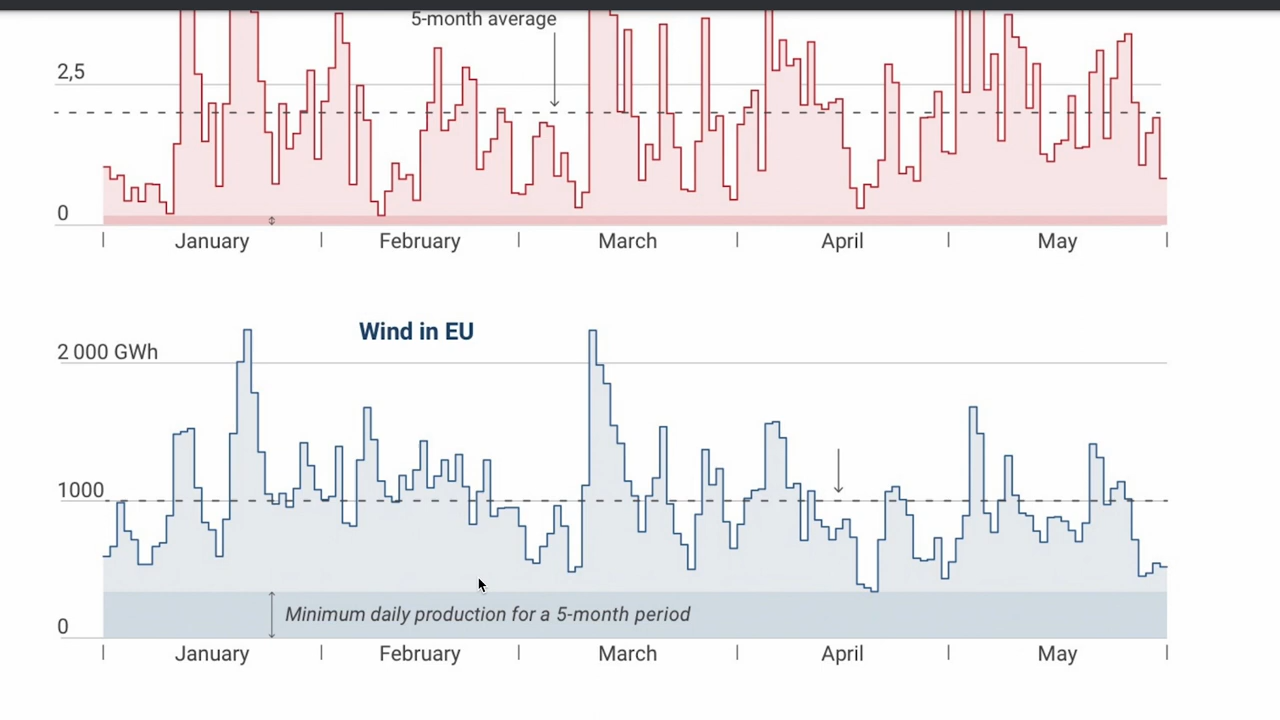 5-month average
2,5
0
January February March April May
Wind in EU
2 000 GWh
1000
Minimum daily production for a 5-month period
0
January February March April May